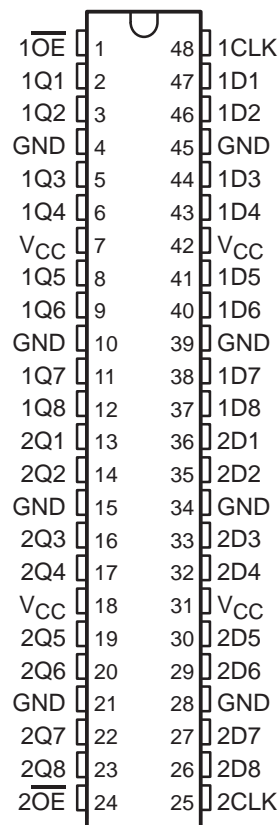 1O̅E̅ 1 48 1CLK
1Q1 2 47 1D1
1Q2 3 46 1D2
GND 4 45 GND
1Q3 5 44 1D3
1Q4 6 43 1D4
VCC 7 42 VCC
1Q5 8 41 1D5
1Q6 9 40 1D6
GND 10 39 GND
1Q7 11 38 1D7
1Q8 12 37 1D8
2Q1 13 36 2D1
2Q2 14 35 2D2
GND 15 34 GND
2Q3 16 33 2D3
2Q4 17 32 2D4
VCC 18 31 VCC
2Q5 19 30 2D5
2Q6 20 29 2D6
GND 21 28 GND
2Q7 22 27 2D7
2Q8 23 26 2D8
2O̅E̅ 24 25 2CLK